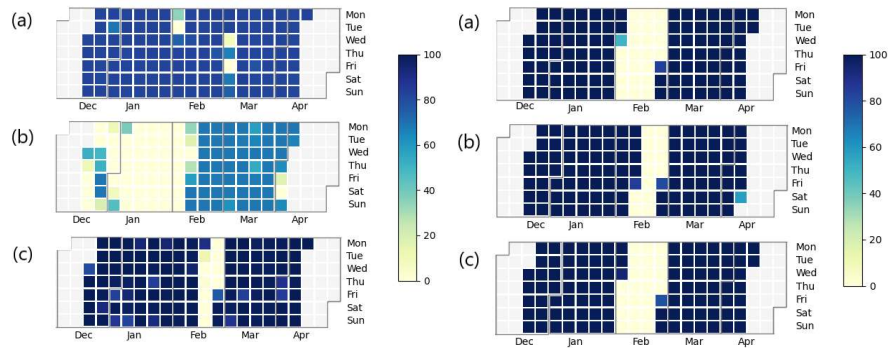 (a)
Mon
Tue
Wed
Thu
Fri
Sat
Sun
Dec Jan Feb Mar Apr
(b)
Mon
Tue
Wed
Thu
Fri
Sat
Sun
Dec Jan Feb Mar Apr
(c)
Mon
Tue
Wed
Thu
Fri
Sat
Sun
Dec Jan Feb Mar Apr
100
80
60
40
20
0
(a)
Mon
Tue
Wed
Thu
Fri
Sat
Sun
Dec Jan Feb Mar Apr
(b)
Mon
Tue
Wed
Thu
Fri
Sat
Sun
Dec Jan Feb Mar Apr
(c)
Mon
Tue
Wed
Thu
Fri
Sat
Sun
Dec Jan Feb Mar Apr
100
80
60
40
20
0